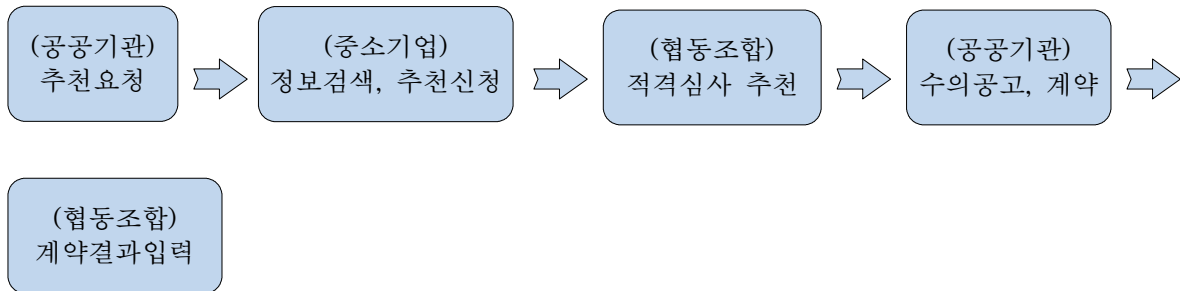 (공공기관)
추천요청
(중소기업)
정보검색, 추천신청
(협동조합)
적격심사 추천
(공공기관)
수의공고, 계약
(협동조합)
계약결과입력